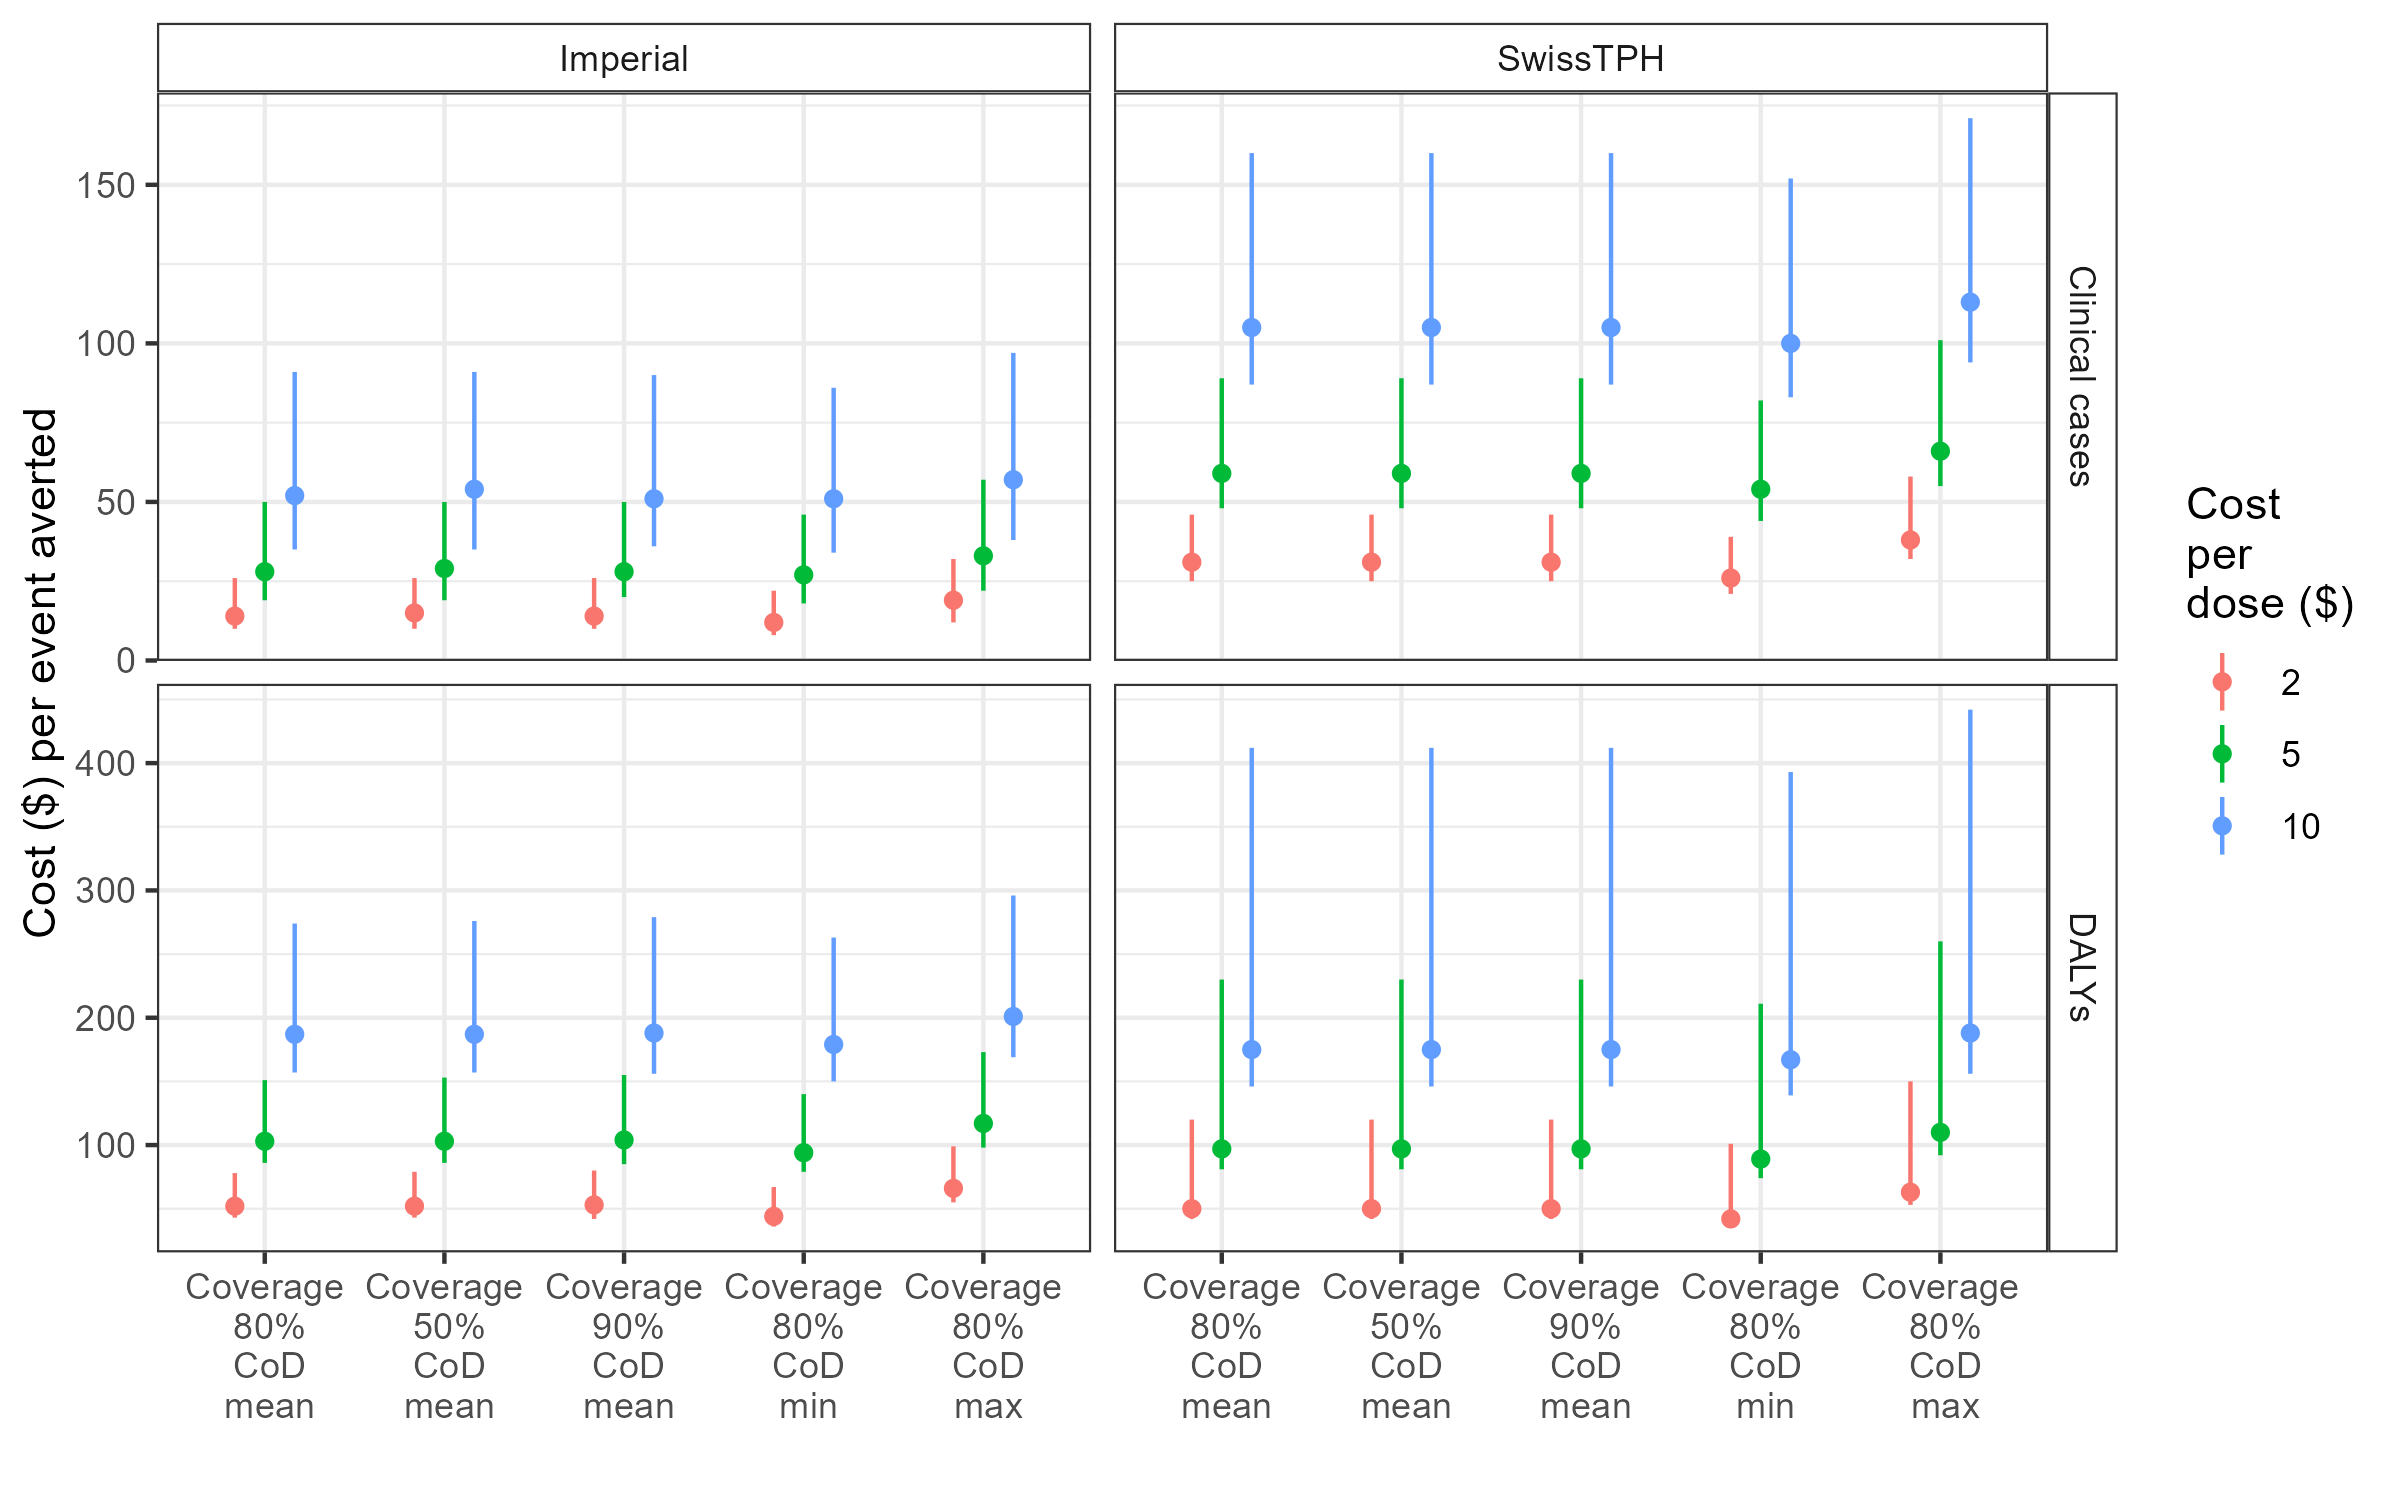 Imperial
SwissTPH
Cost ($) per event averted
150
100
50
0
Clinical cases
400
300
200
100
DALYs
Coverage
80%
CoD
mean
Coverage
50%
CoD
mean
Coverage
90%
CoD
mean
Coverage
80%
CoD
min
Coverage
80%
CoD
max
Coverage
80%
CoD
mean
Coverage
50%
CoD
mean
Coverage
90%
CoD
mean
Coverage
80%
CoD
min
Coverage
80%
CoD
max
Cost
per
dose ($)
2
5
10